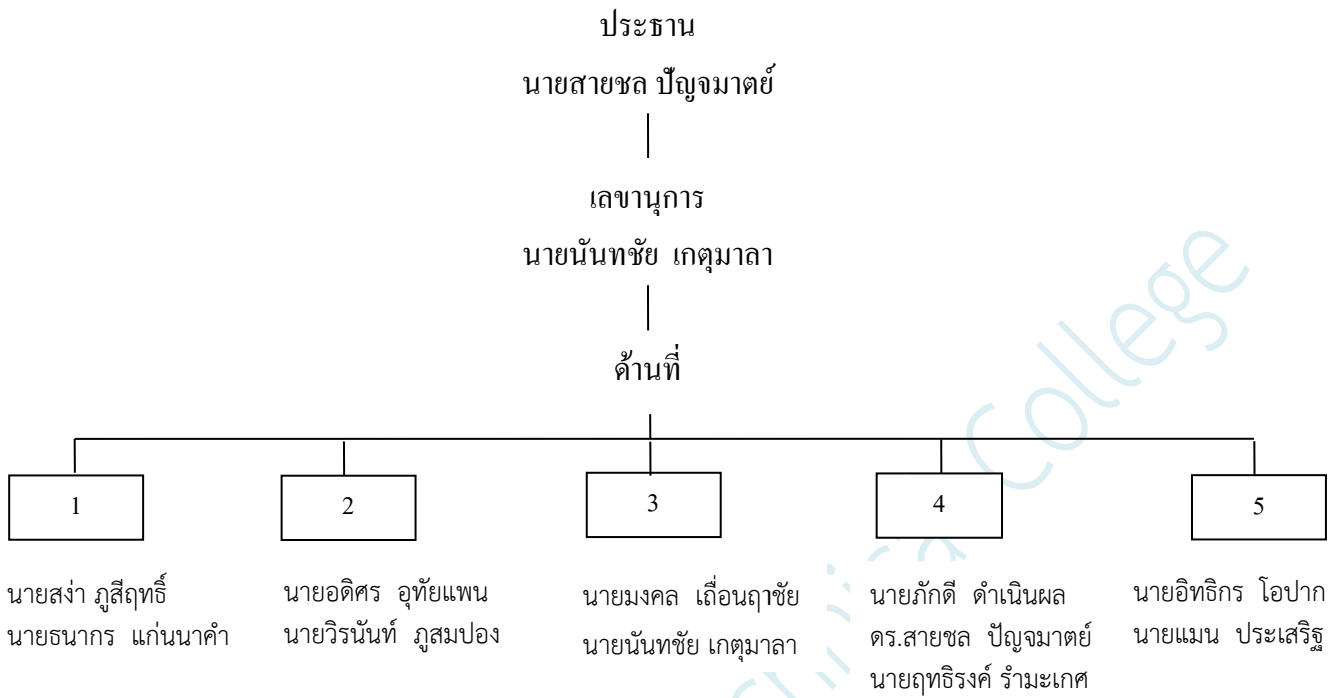 ประธาน
นายสายชล ปัญจมาตย์
เลขานุการ
นายนันทชัย เกตุมาลา
ด้านที่
1
2
3
4
5
นายสง่า ภูสีฤทธิ์
นายธนากร แก่นนาคำ
นายอดิศร อุทัยแพน
นายวิรนันท์ ภูสมปอง
นายมงคล เถื่อนฤาชัย
นายนันทชัย เกตุมาลา
นายภักดี ดำเนินผล
ดร.สายชล ปัญจมาตย์
นายฤทธิรงค์ รำมะเกศ
นายอิทธิกร โอปาก
นายแมน ประเสริฐ
College